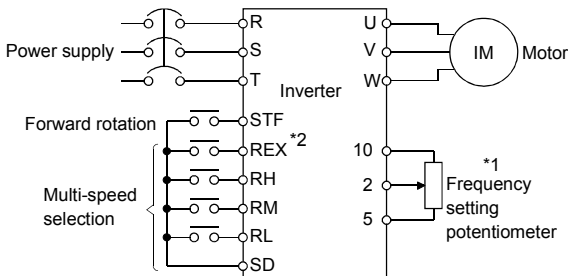 Power supply
R
S
T
Inverter
U
V
W
IM
Motor
Forward rotation
STF
REX *2
RH
RM
RL
SD
Multi-speed
selection
10
2
5
*1
Frequency
setting
potentiometer